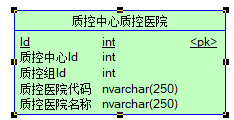 质控中心质控医院
Id int <pk>
质控中心Id int
质控组Id int
质控医院代码 nvarchar(250)
质控医院名称 nvarchar(250)